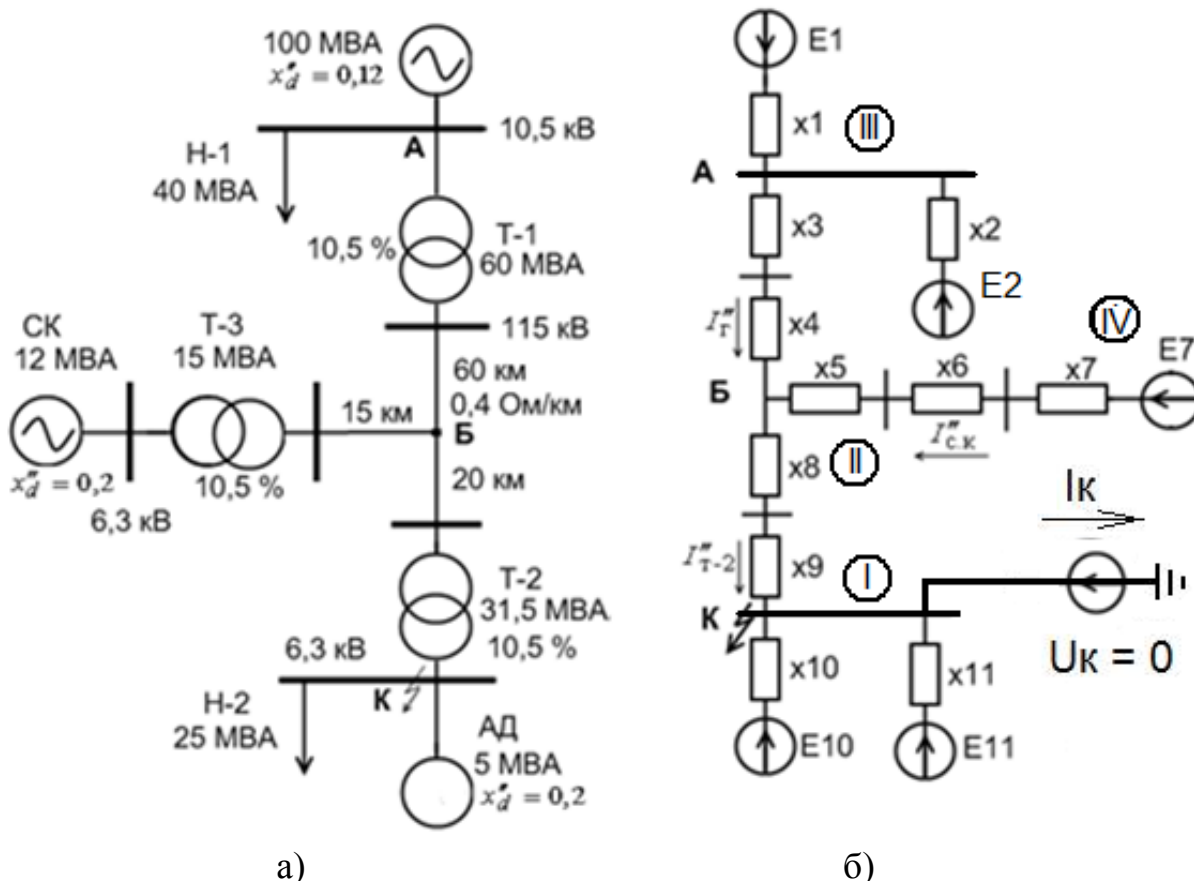 100 МВА
x″d = 0,12
10,5 кВ
А
Н-1
40 МВА
Т-1
10,5 %
60 МВА
115 кВ
СК
12 МВА
Т-3
15 МВА
60 км
0,4 Ом/км
15 км
Б
x″d = 0,2
10,5 %
6,3 кВ
20 км
Т-2
31,5 МВА
10,5 %
6,3 кВ
К
Н-2
25 МВА
АД
5 МВА
x″d = 0,2
а)
E1
x1
III
А
x3
x2
E2
I″т
x4
IV
E7
x5
x6
x7
Б
I″с.к
x8
II
Iк
I″т-2
x9
I
К
Uк = 0
x10
x11
E10
E11
б)